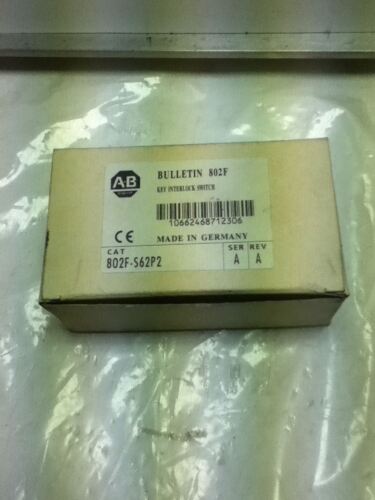 AB
BULLETIN 802F
KEY INTERLOCK SWITCH
10662468712306
CE
MADE IN GERMANY
CAT
802F-S62P2
SER
A
REV
A